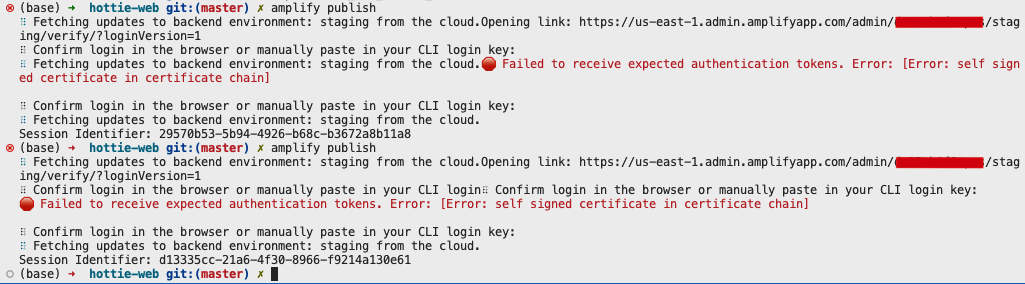 (base) → hottie-web git:(master) ✗ amplify publish
⠿ Fetching updates to backend environment: staging from the cloud.Opening link: https://us-east-1.admin.amplifyapp.com/admin/ /stag
ing/verify/?loginVersion=1
⠿ Confirm login in the browser or manually paste in your CLI login key:
⠿ Fetching updates to backend environment: staging from the cloud.🛑 Failed to receive expected authentication tokens. Error: [Error: self sign
ed certificate in certificate chain]
⠿ Confirm login in the browser or manually paste in your CLI login key:
⠿ Fetching updates to backend environment: staging from the cloud.
Session Identifier: 29570b53-5b94-4926-b68c-b3672a8b11a8
(base) → hottie-web git:(master) ✗ amplify publish
⠿ Fetching updates to backend environment: staging from the cloud.Opening link: https://us-east-1.admin.amplifyapp.com/admin/ /stag
ing/verify/?loginVersion=1
⠿ Confirm login in the browser or manually paste in your CLI login⠿ Confirm login in the browser or manually paste in your CLI login key:
🛑 Failed to receive expected authentication tokens. Error: [Error: self signed certificate in certificate chain]
⠿ Confirm login in the browser or manually paste in your CLI login key:
⠿ Fetching updates to backend environment: staging from the cloud.
Session Identifier: d13335cc-21a6-4f30-8966-f9214a130e61
(base) → hottie-web git:(master) ✗